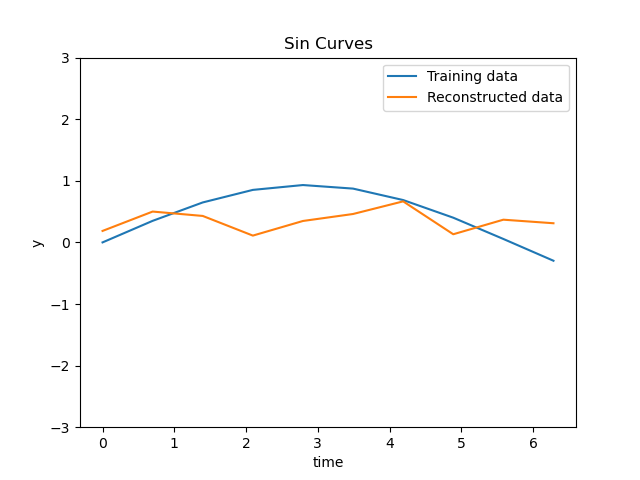 Sin Curves
Training data
Reconstructed data
3
2
1
0
−1
−2
−3
y
0 1 2 3 4 5 6
time